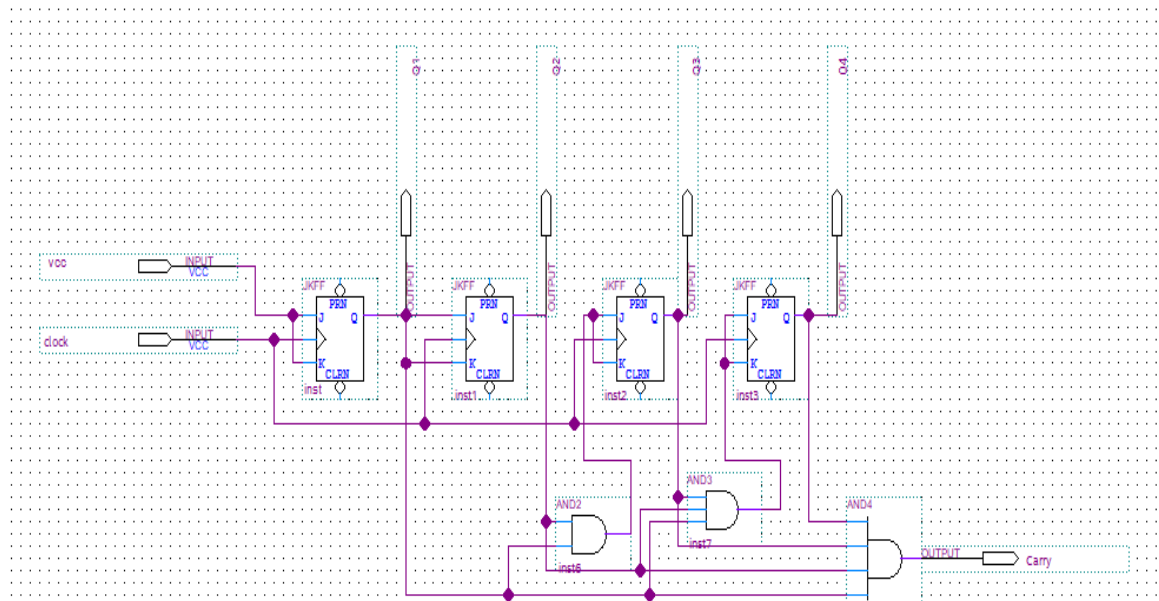 Q1
Q2
Q3
Q4
vcc
INPUT
VCC
clock
INPUT
VCC
OUTPUT
OUTPUT
OUTPUT
OUTPUT
JKFF
PRN
J
Q
K
CLRN
inst
JKFF
PRN
J
Q
K
CLRN
inst1
JKFF
PRN
J
Q
K
CLRN
inst2
JKFF
PRN
J
Q
K
CLRN
inst3
AND2
inst6
AND3
inst7
AND4
OUTPUT
Carry